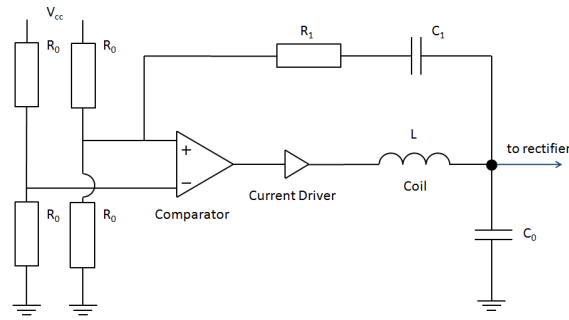 Vcc
R0
R0
R1
C1
+
−
L
to rectifier
Coil
Current Driver
Comparator
R0
R0
C0